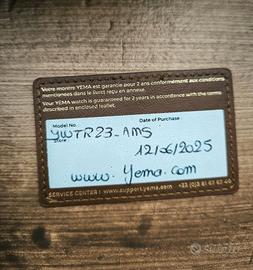 Votre montre YEMA est garantie pour 2 ans conformément aux conditions
mentionnées dans le livret reçu en annexe.
Your YEMA watch is guaranteed for 2 years in accordance with the terms
described in enclosed leaflet.
Model No : Date of Purchase :
YWTR23-AMS
Store 12/06/2025
www.yema.com
SERVICE CENTER : www.support.yema.com